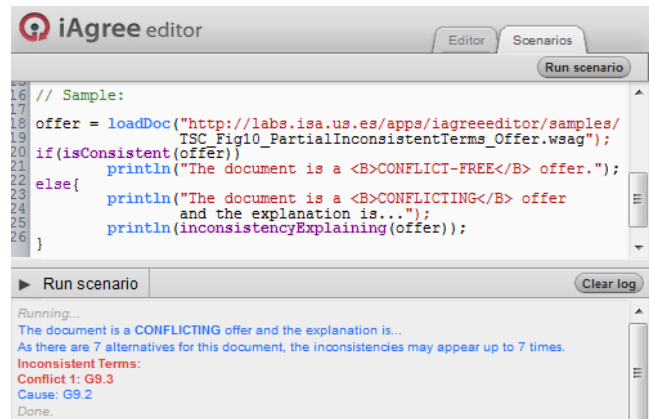 iAgree editor
Editor
Scenarios
Run scenario
16 // Sample:
17
18 offer = loadDoc("http://labs.isa.us.es/apps/iagreeeditor/samples/
19 TSC_Fig10_PartialInconsistentTerms_Offer.wsag");
20 if(isConsistent(offer))
21 println("The document is a <B>CONFLICT-FREE</B> offer.");
22 else{
23 println("The document is a <B>CONFLICTING</B> offer
24 and the explanation is...");
25 println(inconsistencyExplaining(offer));
26 }
Run scenario
Clear log
Running...
The document is a CONFLICTING offer and the explanation is...
As there are 7 alternatives for this document, the inconsistencies may appear up to 7 times.
Inconsistent Terms:
Conflict 1: G9.3
Cause: G9.2
Done.